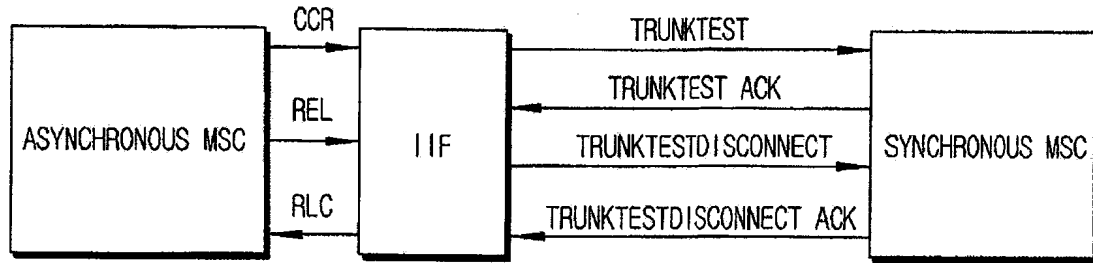 CCR
TRUNKTEST
TRUNKTEST ACK
REL
ASYNCHRONOUS MSC
IIF
TRUNKTESTDISCONNECT
SYNCHRONOUS MSC
RLC
TRUNKTESTDISCONNECT ACK